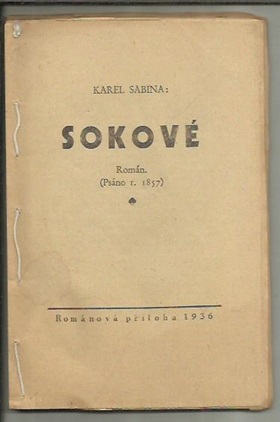 KAREL SABINA:
SOKOVÉ
Román.
(Psáno r. 1857)
Románová příloha 1936